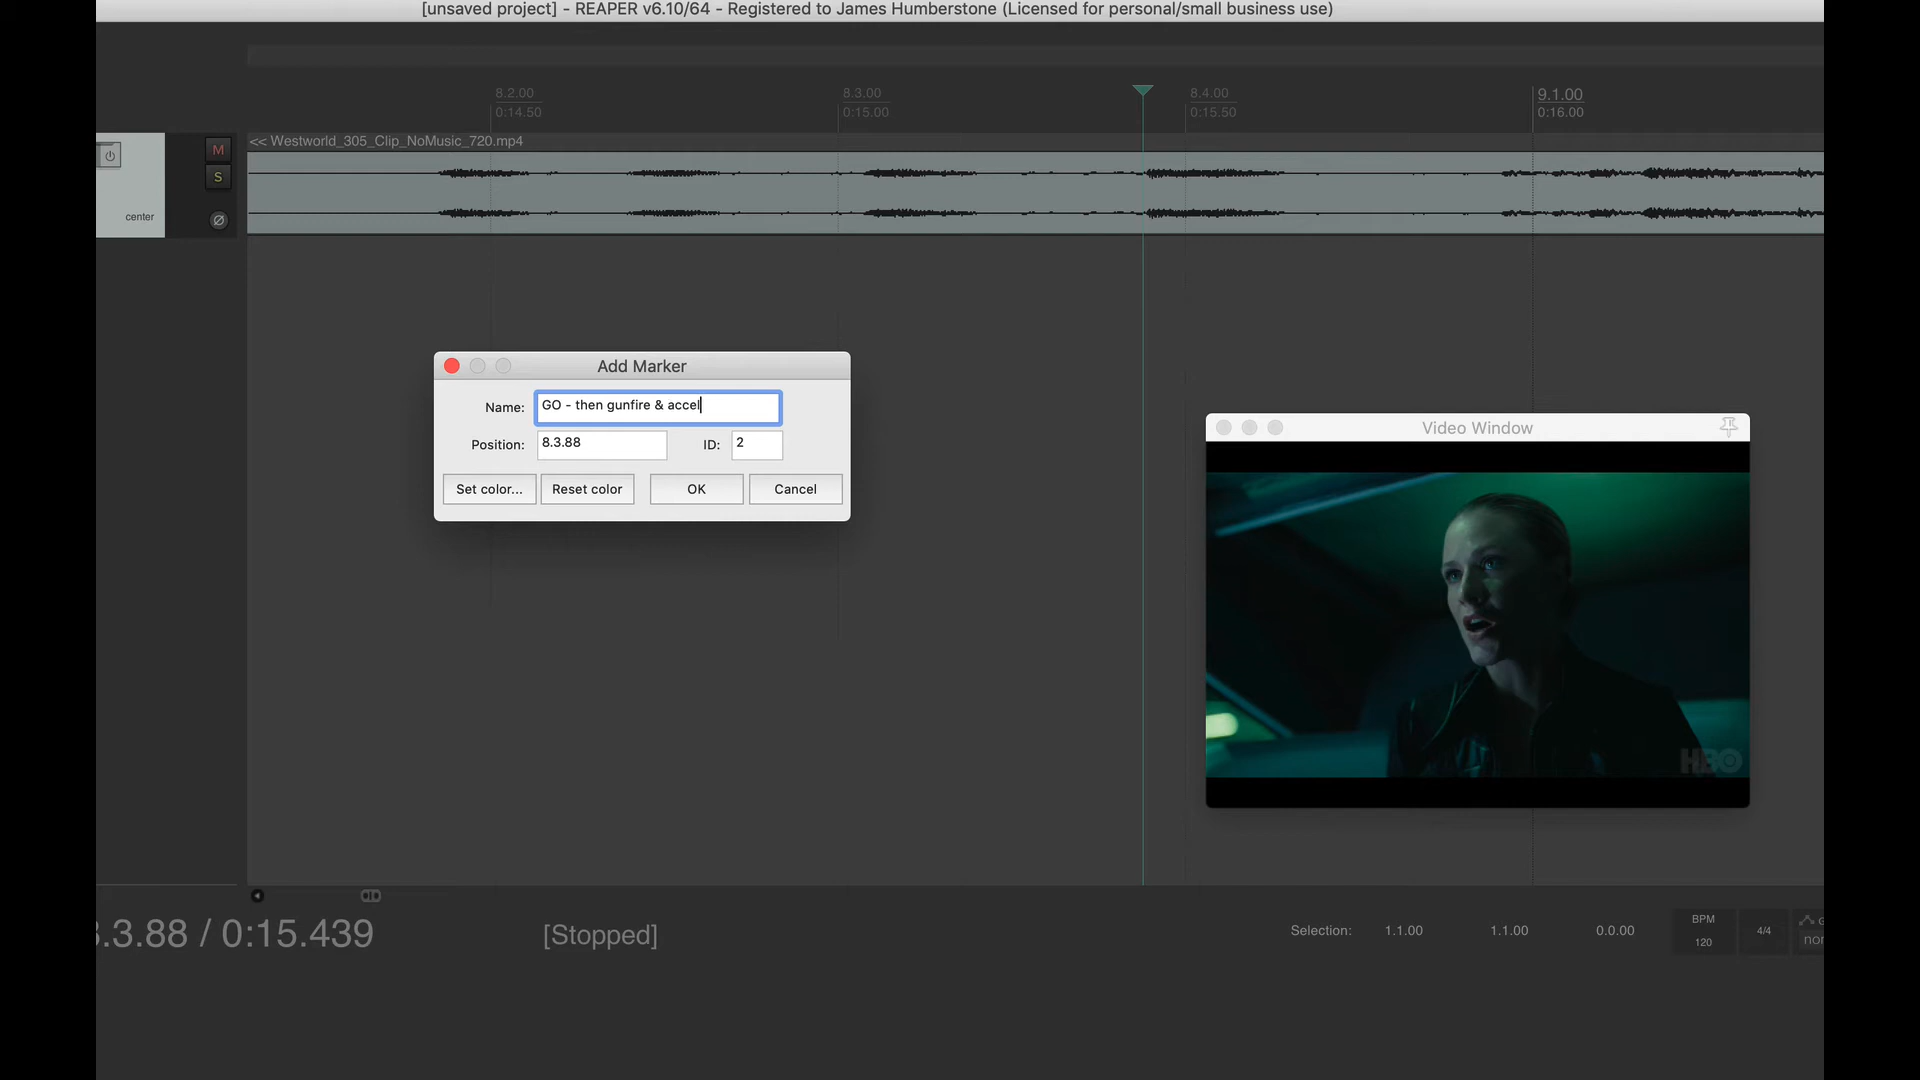 [unsaved project] - REAPER v6.10/64 - Registered to James Humberstone (Licensed for personal/small business use)
8.2.00
0:14.50
8.3.00
0:15.00
8.4.00
0:15.50
9.1.00
0:16.00
<< Westworld_305_Clip_NoMusic_720.mp4
M
S
center
Add Marker
Name: GO - then gunfire & accel
Position: 8.3.88 ID: 2
Set color... Reset color OK Cancel
Video Window
HBO
.3.88 / 0:15.439
[Stopped]
Selection: 1.1.00 1.1.00 0.0.00
BPM
120
4/4